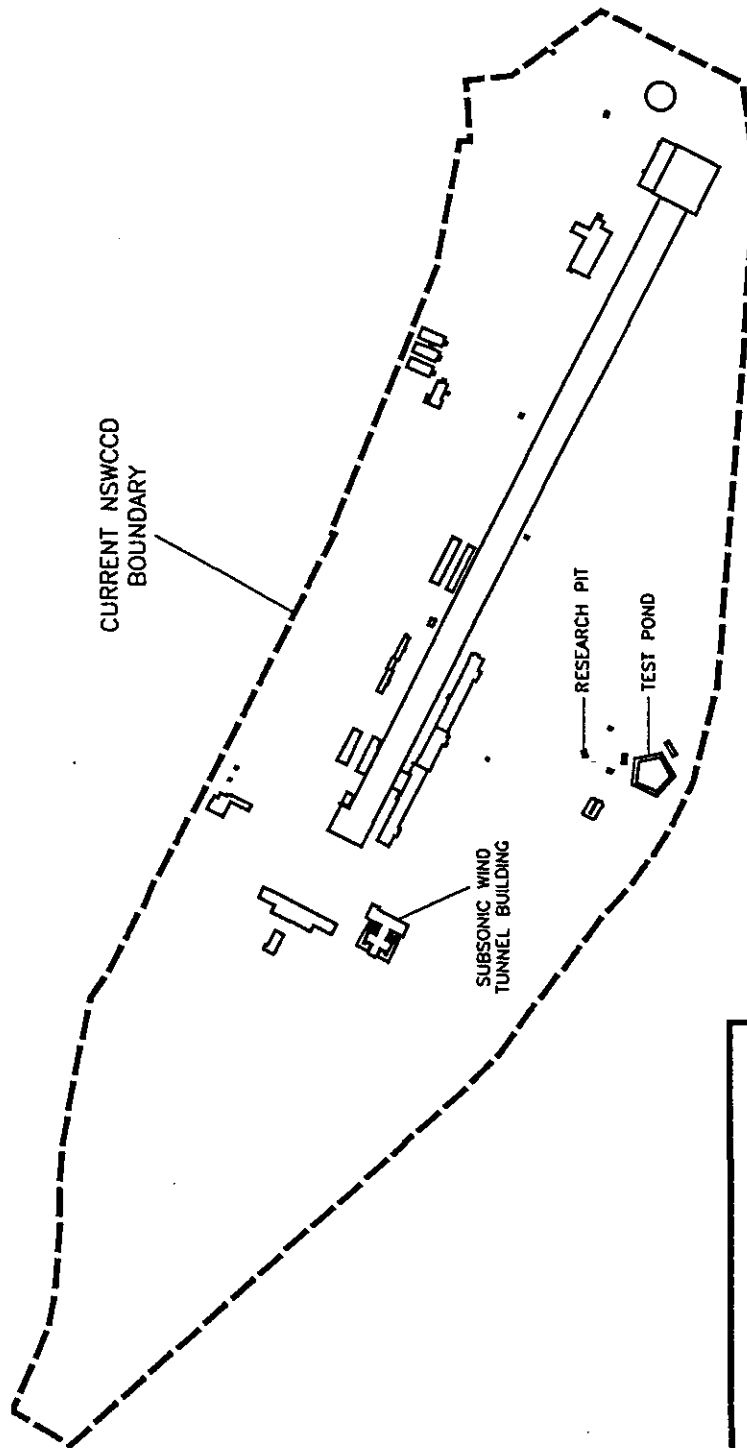 CURRENT NSWCCD
BOUNDARY
RESEARCH PIT
TEST POND
SUBSONIC WIND
TUNNEL BUILDING